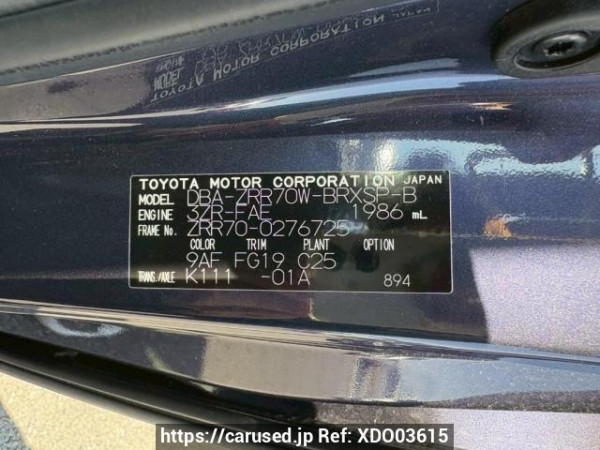 TOYOTA MOTOR CORPORATION JAPAN
MODEL DBA-ZRR70W-BRXSP-B
ENGINE 3ZR-FAE 1986 mL
FRAME No. ZRR70-0276725
COLOR TRIM PLANT OPTION
9AF FG19 C25
TRANS/AXLE K111 -01A 894
https://carused.jp Ref: XDO03615